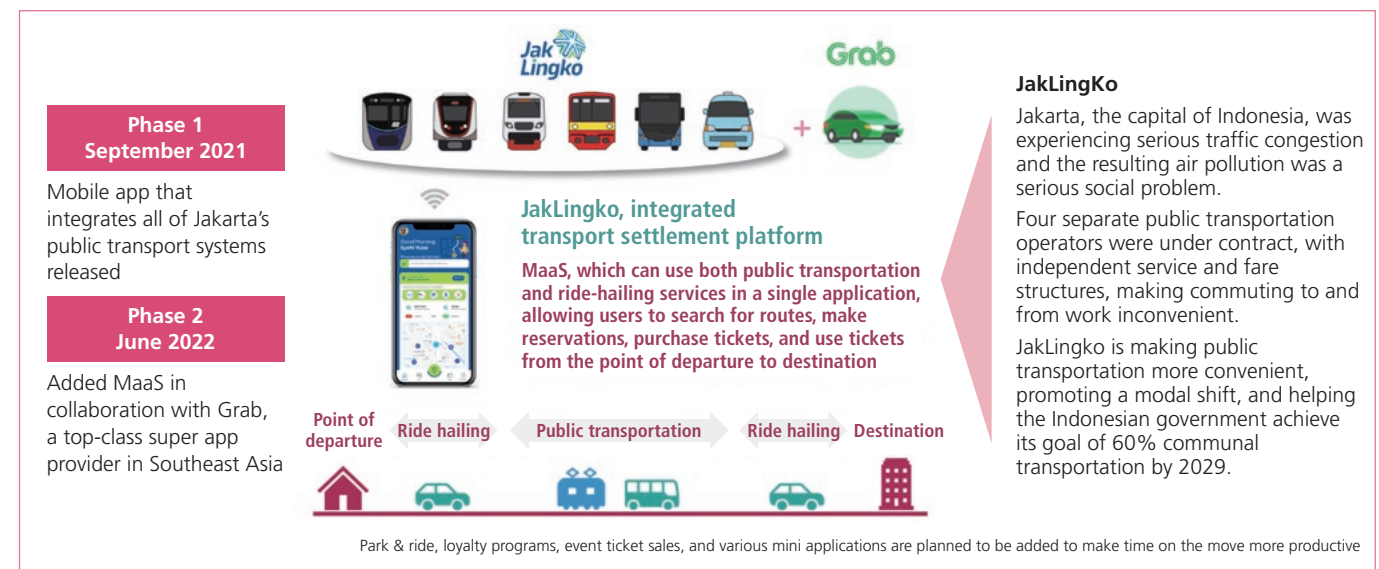 Phase 1
September 2021
Mobile app that
integrates all of Jakarta's
public transport systems
released
Phase 2
June 2022
Added MaaS in
collaboration with Grab,
a top-class super app
provider in Southeast Asia
Jak
Lingko
Grab
+
JakLingko, integrated
transport settlement platform
MaaS, which can use both public transportation
and ride-hailing services in a single application,
allowing users to search for routes, make
reservations, purchase tickets, and use tickets
from the point of departure to destination
Good Morning,
Point of
departure
Ride hailing
Public transportation
Ride hailing
Destination
JakLingKo
Jakarta, the capital of Indonesia, was
experiencing serious traffic congestion
and the resulting air pollution was a
serious social problem.
Four separate public transportation
operators were under contract, with
independent service and fare
structures, making commuting to and
from work inconvenient.
JakLingko is making public
transportation more convenient,
promoting a modal shift, and helping
the Indonesian government achieve
its goal of 60% communal
transportation by 2029.
Park & ride, loyalty programs, event ticket sales, and various mini applications are planned to be added to make time on the move more productive